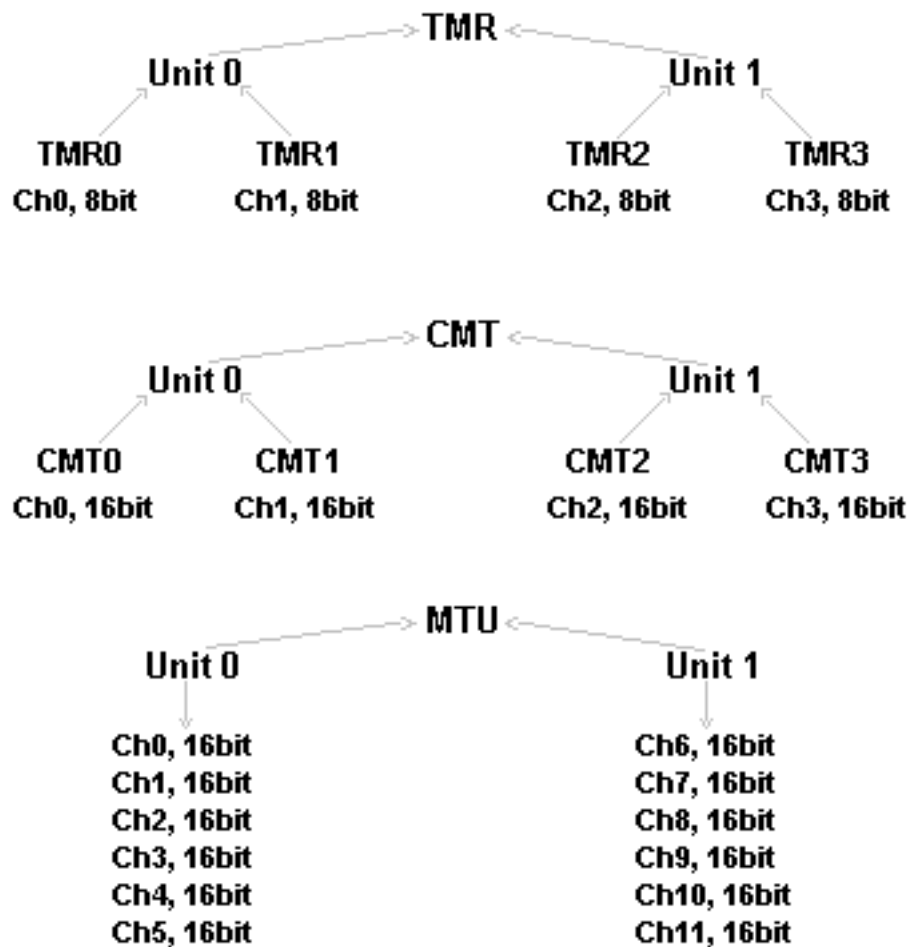 TMR
Unit 0 Unit 1
TMR0 TMR1 TMR2 TMR3
Ch0, 8bit Ch1, 8bit Ch2, 8bit Ch3, 8bit
CMT
Unit 0 Unit 1
CMT0 CMT1 CMT2 CMT3
Ch0, 16bit Ch1, 16bit Ch2, 16bit Ch3, 16bit
MTU
Unit 0 Unit 1
Ch0, 16bit Ch6, 16bit
Ch1, 16bit Ch7, 16bit
Ch2, 16bit Ch8, 16bit
Ch3, 16bit Ch9, 16bit
Ch4, 16bit Ch10, 16bit
Ch5, 16bit Ch11, 16bit